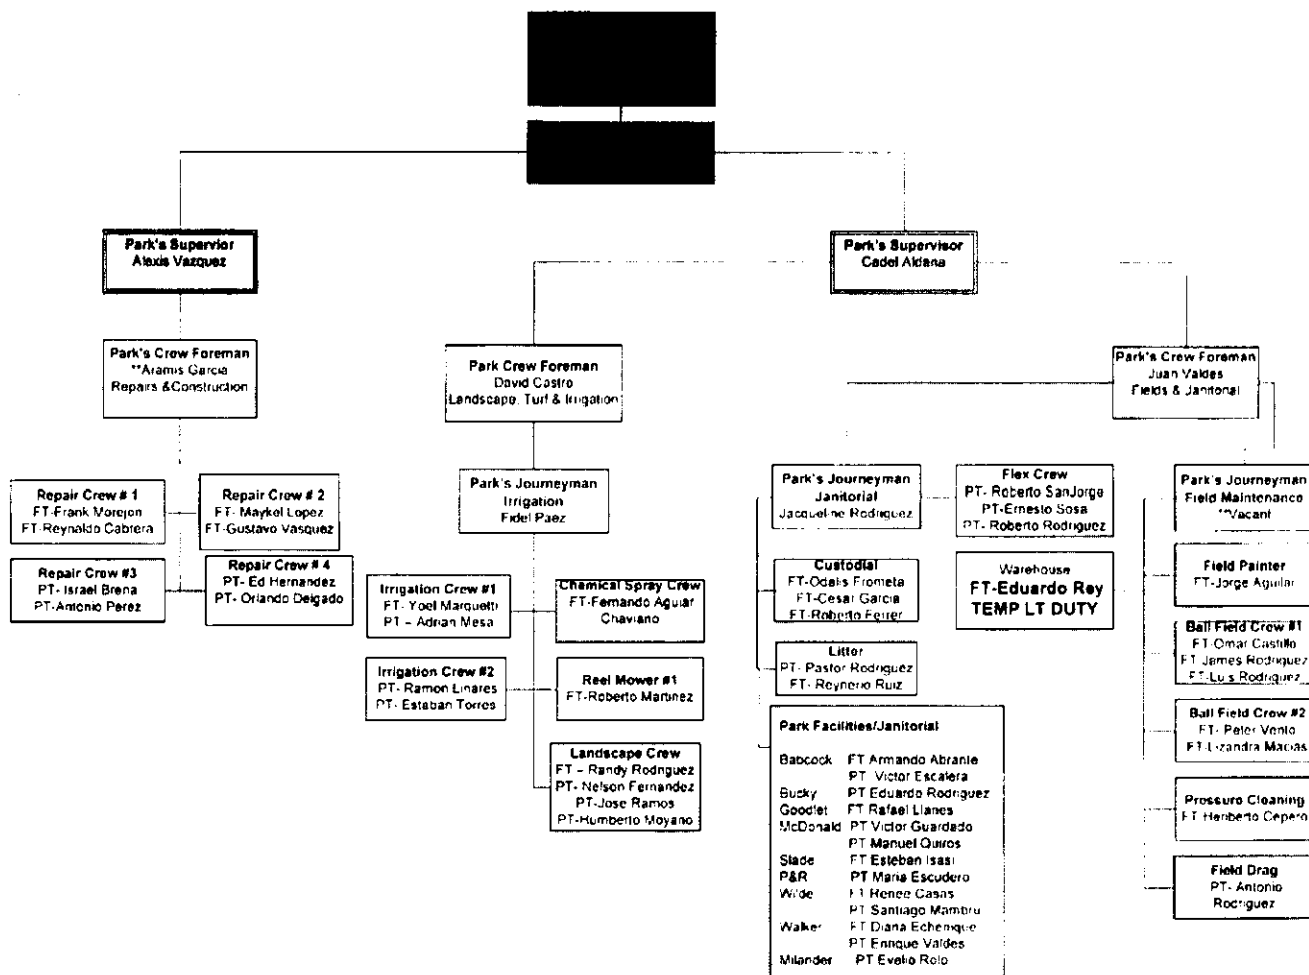 Park's Supervior
Alexis Vazquez
Park's Supervisor
Cadel Aldana
Park's Crew Foreman
**Aramis Garcia
Repairs &Construction
Park Crew Foreman
David Castro
Landscape, Turf & Irrigation
Park's Crew Foreman
Juan Valdes
Fields & Janitorial
Repair Crew # 1
FT-Frank Morejon
FT-Reynaldo Cabrera
Repair Crew # 2
FT- Maykel Lopez
FT-Gustavo Vasquez
Repair Crew #3
PT- Israel Brena
PT-Antonio Perez
Repair Crew # 4
PT- Ed Hernandez
PT- Orlando Delgado
Park's Journeyman
Irrigation
Fidel Paez
Irrigation Crew #1
FT- Yoel Marquetti
PT – Adrian Mesa
Chemical Spray Crew
FT-Fernando Aguiar
Chaviano
Irrigation Crew #2
PT- Ramon Linares
PT- Estaban Torres
Reel Mower #1
FT-Roberto Martinez
Landscape Crew
FT – Randy Rodriguez
PT- Nelson Fernandez
PT-Jose Ramos
PT-Humberto Moyano
Park's Journeyman
Janitorial
Jacqueline Rodriguez
Flex Crew
PT- Roberto SanJorge
PT-Ernesto Sosa
PT- Roberto Rodriguez
Custodial
FT-Odalis Frometa
FT-Cesar Garcia
FT-Roberto Ferrer
Warehouse
FT-Eduardo Rey
TEMP LT DUTY
Litter
PT- Pastor Rodriguez
FT- Reynerio Ruiz
Park Facilities/Janitorial
Babcock FT Armando Abrante
PT Victor Escalera
Bucky PT Eduardo Rodriguez
Goodlet FT Rafael Llanes
McDonald PT Victor Guardado
PT Manuel Quiros
Slade FT Esteban Isasi
P&R PT Maria Escudero
Wilde FT Renee Casas
PT Santiago Mambru
Walker FT Diana Echenique
PT Enrique Valdes
Milander PT Evelio Rolo
Park's Journeyman
Field Maintenance
**Vacant
Field Painter
FT-Jorge Aguilar
Ball Field Crew #1
FT-Omar Castillo
FT James Rodriguez
FT-Luis Rodriguez
Ball Field Crew #2
FT- Peter Vento
FT-Lizandra Macias
Pressure Cleaning
FT Heriberto Cepero
Field Drag
PT- Antonio
Rodriguez